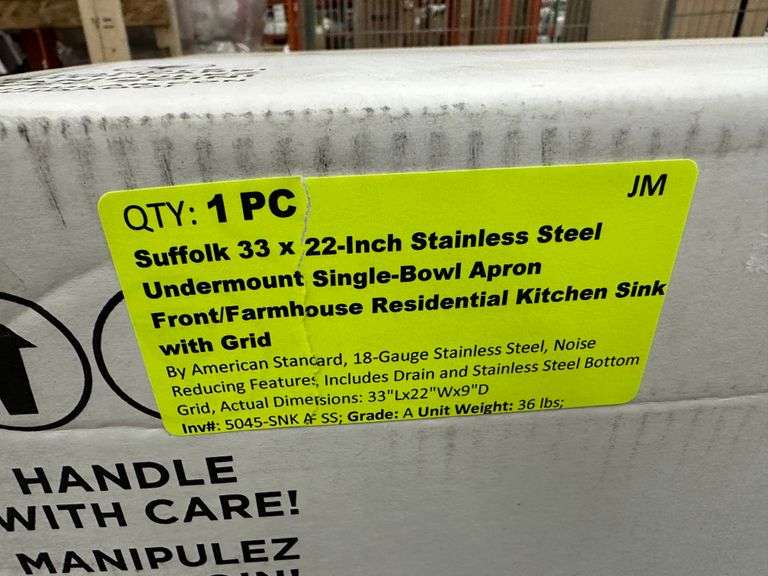 QTY: 1 PC
JM
Suffolk 33 x 22-Inch Stainless Steel
Undermount Single-Bowl Apron
Front/Farmhouse Residential Kitchen Sink
with Grid
By American Standard, 18-Gauge Stainless Steel, Noise
Reducing Features, Includes Drain and Stainless Steel Bottom
Grid, Actual Dimensions: 33"Lx22"Wx9"D
Inv#: 5045-SNK A SS; Grade: A Unit Weight: 36 lbs;
HANDLE
WITH CARE!
MANIPULEZ